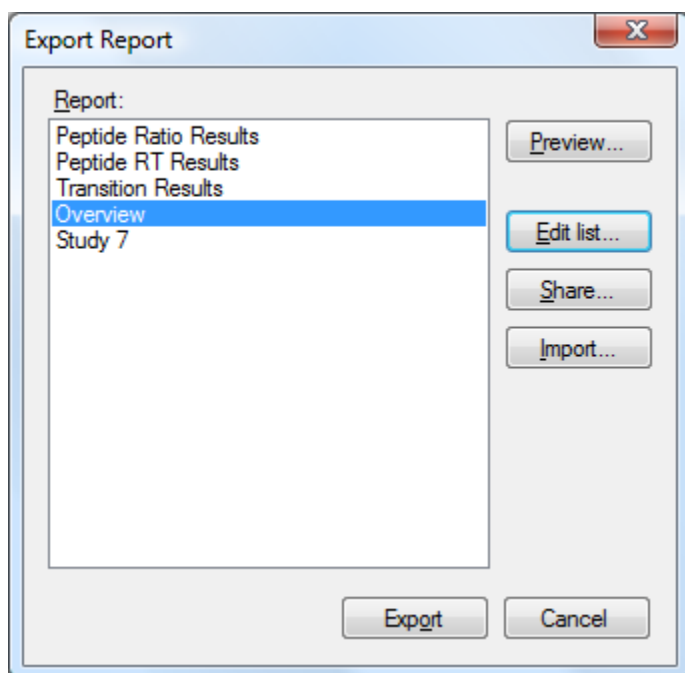 Export Report
Report:
Peptide Ratio Results
Peptide RT Results
Transition Results
Overview
Study 7
Preview...
Edit list...
Share...
Import...
Export
Cancel